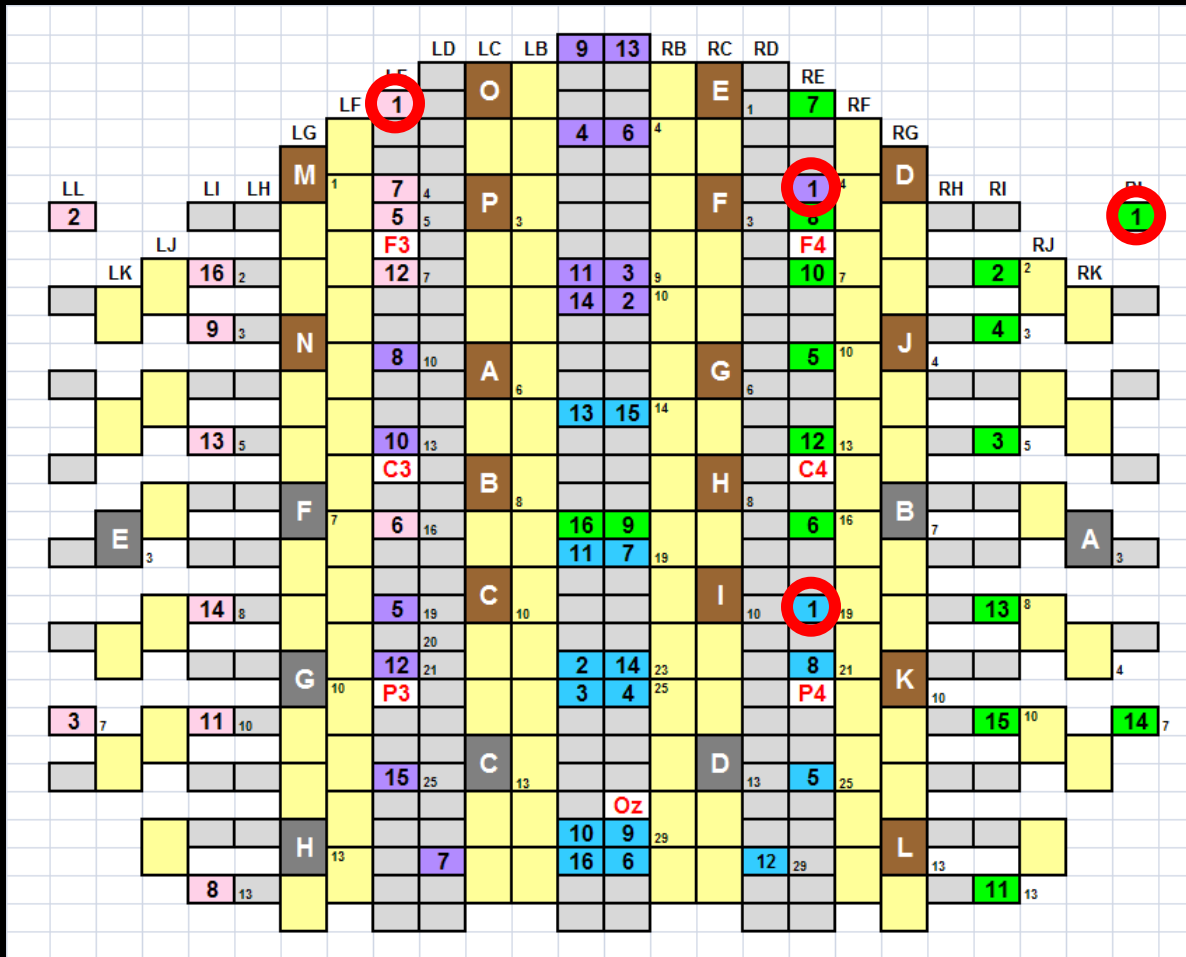 LD LC LB 9 13 RB RC RD
RE
O E
LF 1 1 7 RF
LG 4 6 4 RG
M D
LL LI LH 1 7 4 1 4 RH RI
P F
2 5 5 3 3 8 1
LJ F3 F4 RJ
LK 16 2 12 7 11 3 9 10 7 2 2 RK
14 2 10
9 3 4 3
N J
8 10 5 10 4
A G
6 6
13 15 14
13 5 10 13 12 13 3 5
C3 C4
B H
8 8
F B
6 16 16 9 6 16
7 7
E A
3 11 7 19 3
C I
14 8 5 19 10 10 1 19 13 8
20
12 21 2 14 23 8 21
G K
10 P3 3 4 25 P4 10
3 7 11 10 15 10 14 7
4
C D
15 25 13 13 5 25
Oz
10 9 29
H L
13 7 16 6 12 29 13
8 13 11 13